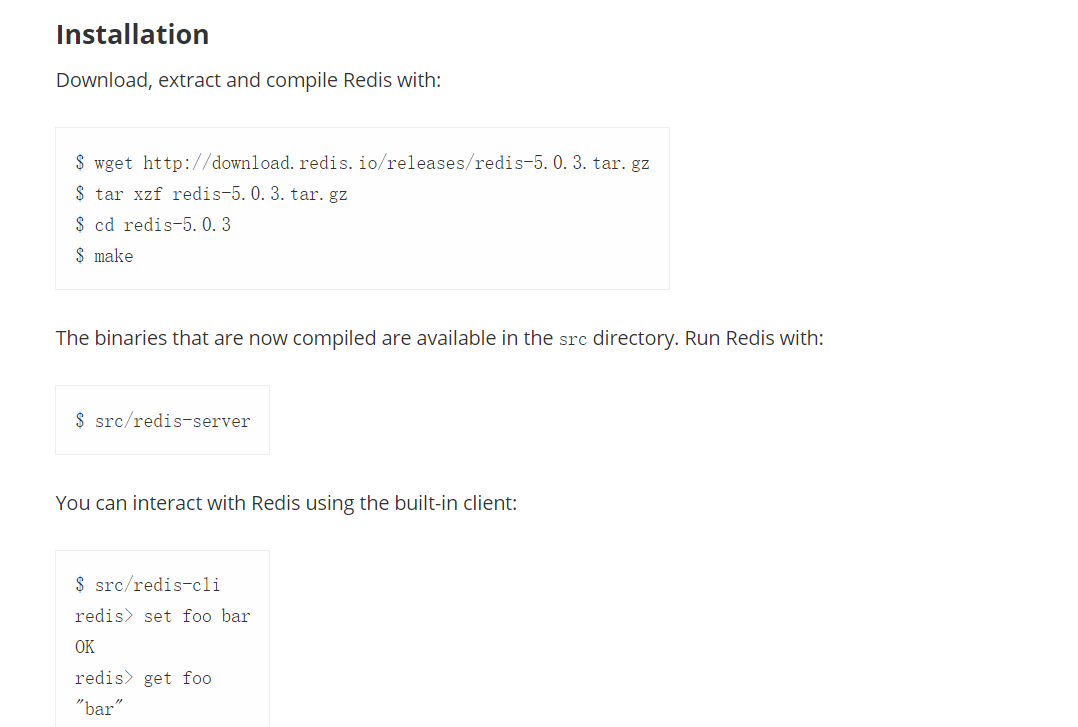 Installation
Download, extract and compile Redis with:
$ wget http://download.redis.io/releases/redis-5.0.3.tar.gz
$ tar xzf redis-5.0.3.tar.gz
$ cd redis-5.0.3
$ make
The binaries that are now compiled are available in the src directory. Run Redis with:
$ src/redis-server
You can interact with Redis using the built-in client:
$ src/redis-cli
redis> set foo bar
OK
redis> get foo
"bar"